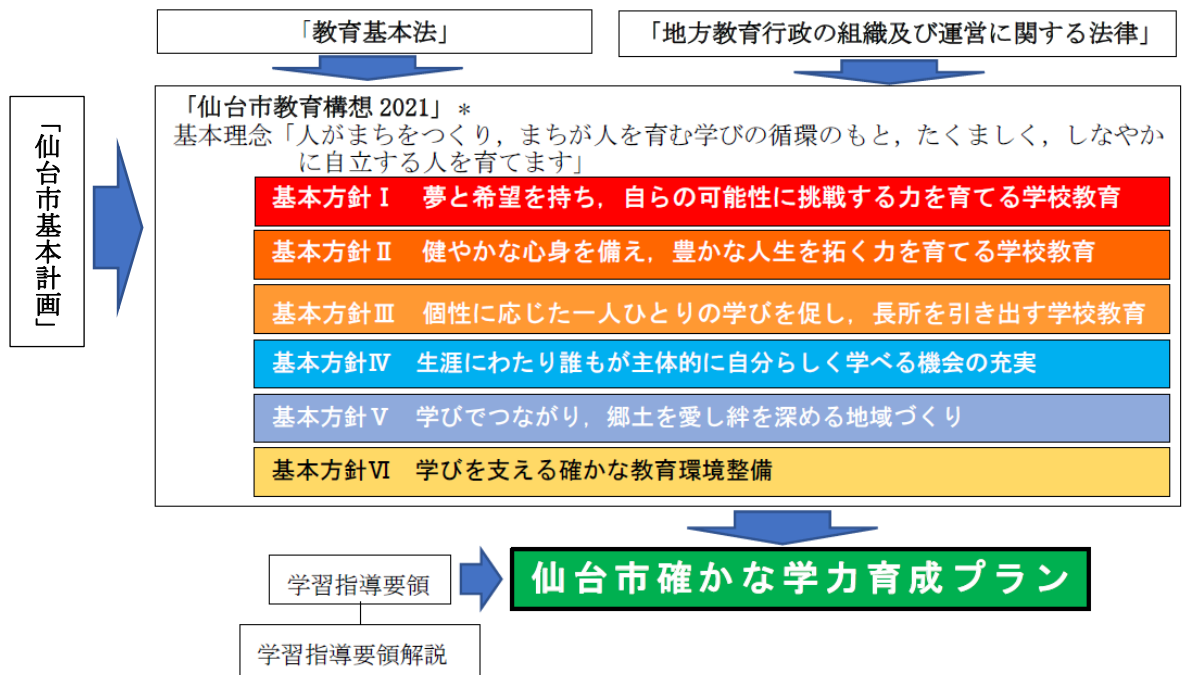 「教育基本法」
「地方教育行政の組織及び運営に関する法律」
「仙台市基本計画」
「仙台市教育構想 2021」*
基本理念「人がまちをつくり，まちが人を育む学びの循環のもと，たくましく，しなやか
に自立する人を育てます」
基本方針Ⅰ 夢と希望を持ち，自らの可能性に挑戦する力を育てる学校教育
基本方針Ⅱ 健やかな心身を備え，豊かな人生を拓く力を育てる学校教育
基本方針Ⅲ 個性に応じた一人ひとりの学びを促し，長所を引き出す学校教育
基本方針Ⅳ 生涯にわたり誰もが主体的に自分らしく学べる機会の充実
基本方針Ⅴ 学びでつながり，郷土を愛し絆を深める地域づくり
基本方針Ⅵ 学びを支える確かな教育環境整備
学習指導要領
仙台市確かな学力育成プラン
学習指導要領解説